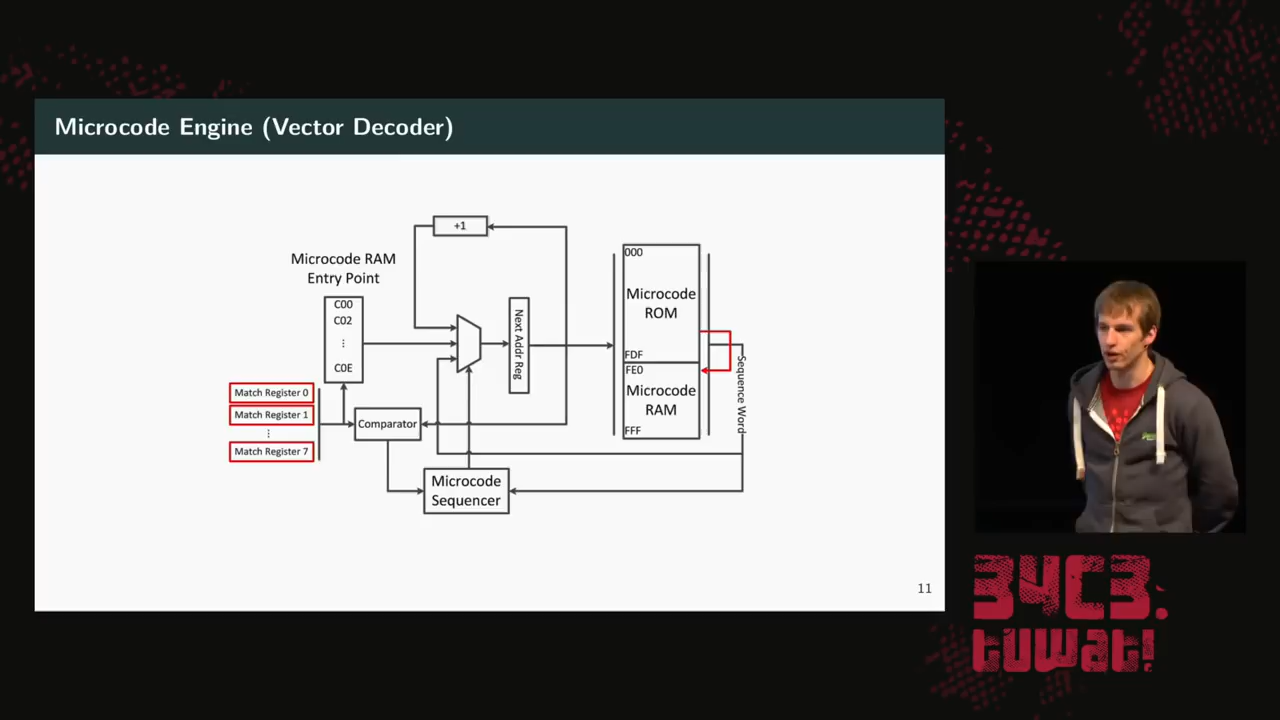 Microcode Engine (Vector Decoder)
+1
Microcode RAM
Entry Point
C00
C02
⋮
C0E
Match Register 0
Match Register 1
⋮
Match Register 7
Comparator
Microcode
Sequencer
Next Addr Reg
000
Microcode
ROM
FDF
FE0
Microcode
RAM
FFF
Sequence Word
11
34C3.
tuwat!